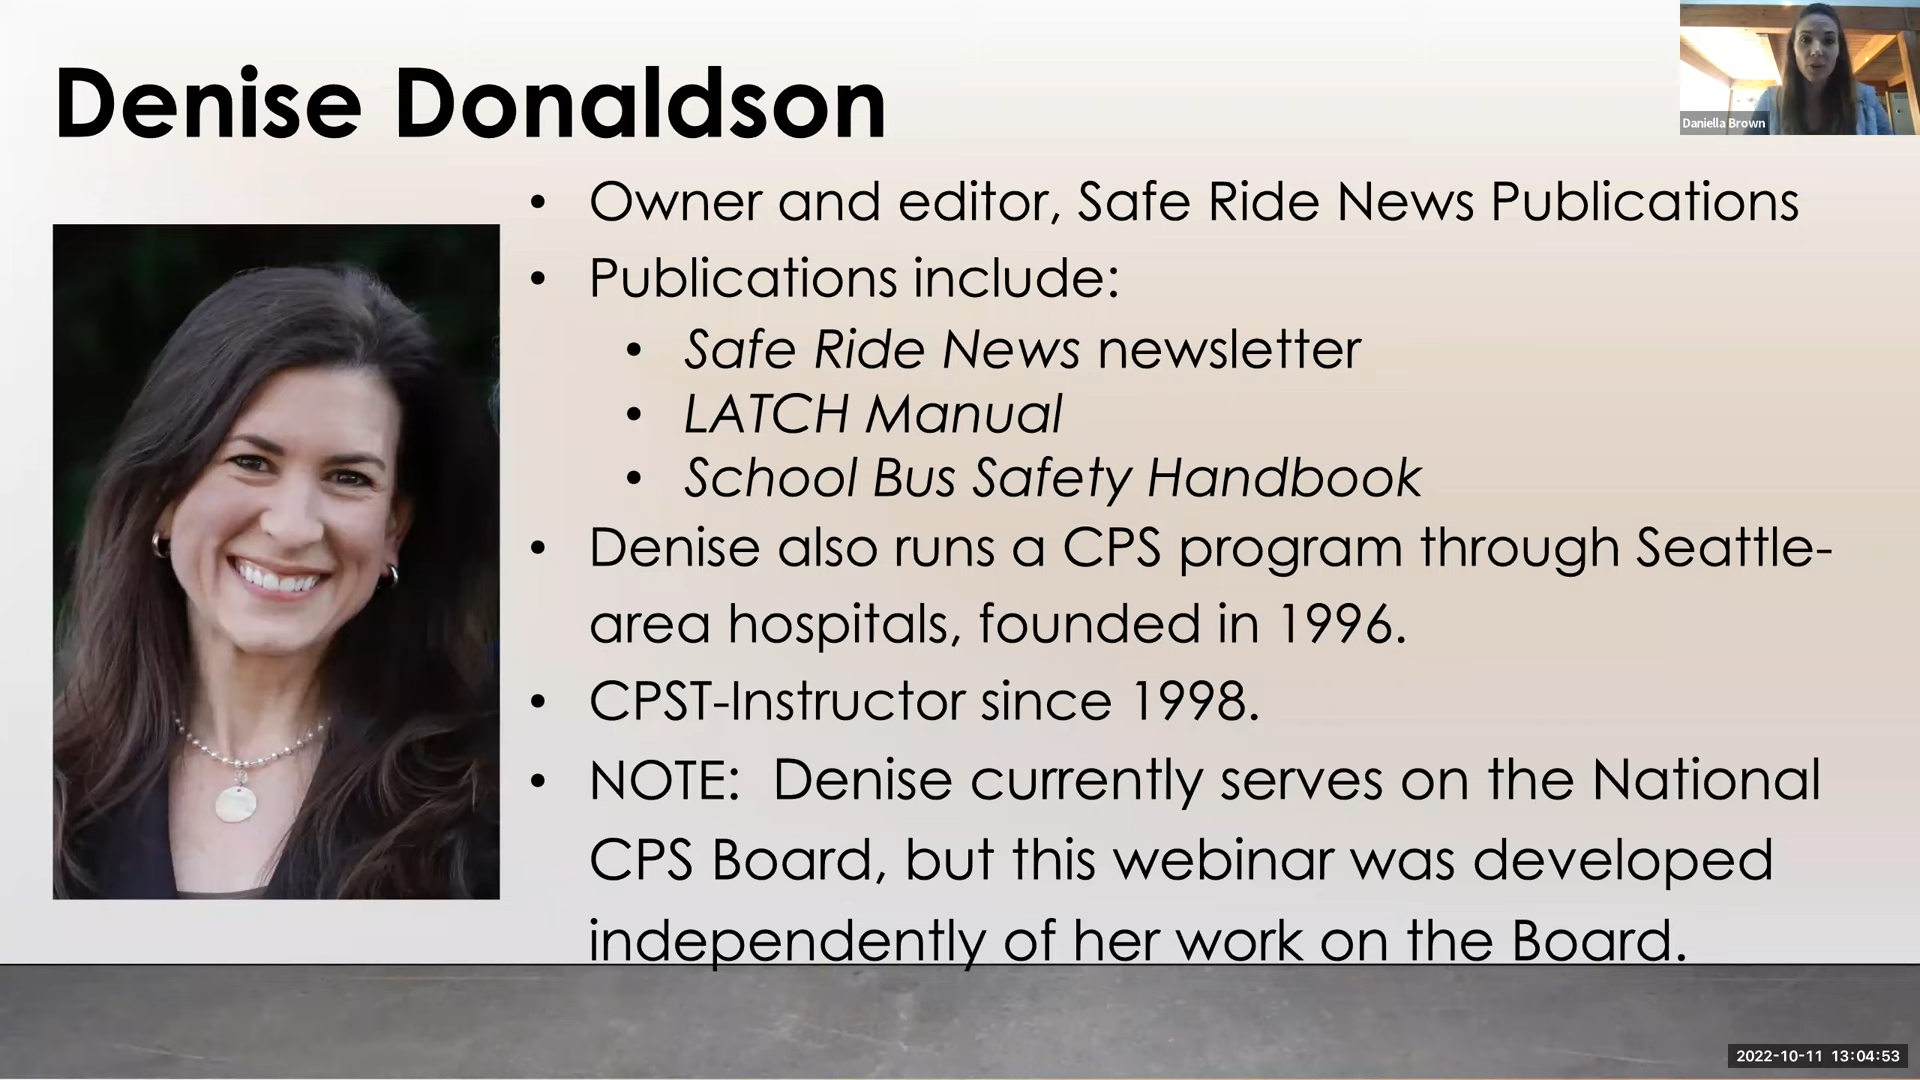 Denise Donaldson
Daniella Brown
• Owner and editor, Safe Ride News Publications
• Publications include:
• Safe Ride News newsletter
• LATCH Manual
• School Bus Safety Handbook
• Denise also runs a CPS program through Seattle-
area hospitals, founded in 1996.
• CPST-Instructor since 1998.
• NOTE:  Denise currently serves on the National
CPS Board, but this webinar was developed
independently of her work on the Board.
2022-10-11 13:04:53